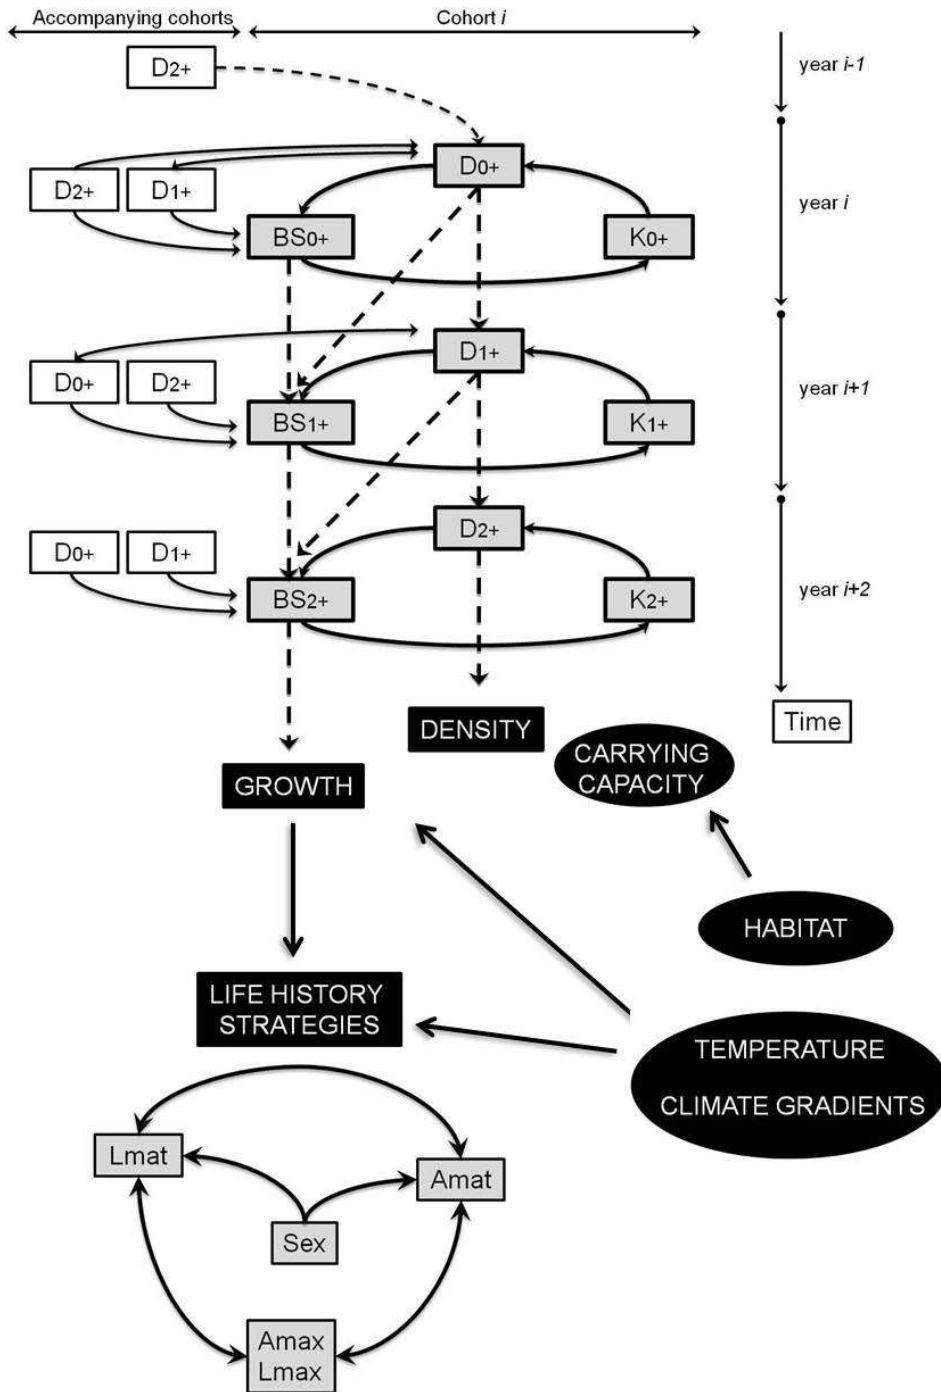 Accompanying cohorts
Cohort i
D2+
year i-1
D0+
D2+
D1+
year i
BS0+
K0+
D1+
D0+
D2+
year i+1
BS1+
K1+
D2+
D0+
D1+
BS2+
K2+
year i+2
DENSITY
Time
CARRYING
CAPACITY
GROWTH
HABITAT
LIFE HISTORY
STRATEGIES
TEMPERATURE
CLIMATE GRADIENTS
Lmat
Amat
Sex
Amax
Lmax